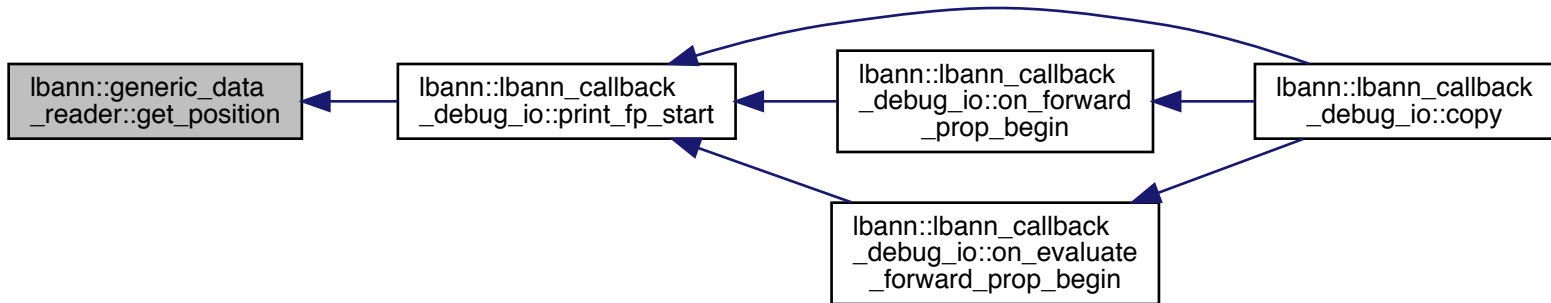 lbann::generic_data
_reader::get_position
lbann::lbann_callback
_debug_io::print_fp_start
lbann::lbann_callback
_debug_io::on_forward
_prop_begin
lbann::lbann_callback
_debug_io::copy
lbann::lbann_callback
_debug_io::on_evaluate
_forward_prop_begin